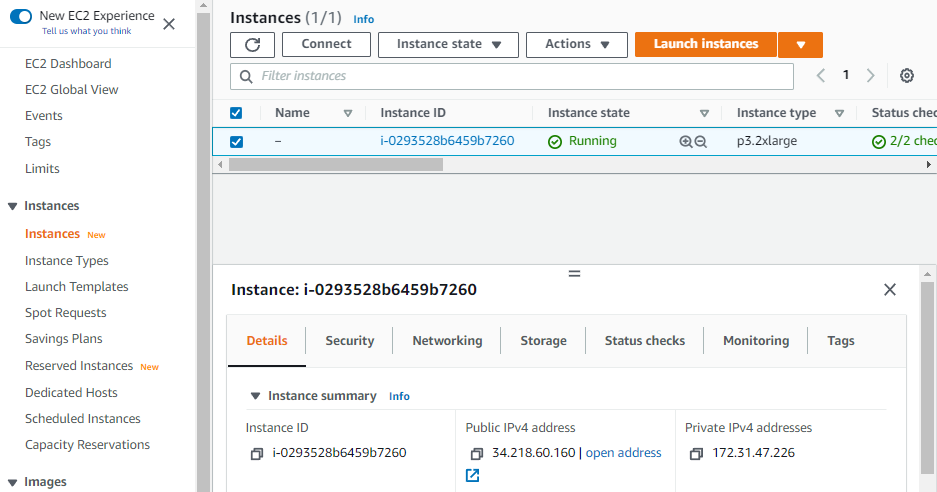 New EC2 Experience
Tell us what you think
EC2 Dashboard
EC2 Global View
Events
Tags
Limits
Instances
Instances New
Instance Types
Launch Templates
Spot Requests
Savings Plans
Reserved Instances New
Dedicated Hosts
Scheduled Instances
Capacity Reservations
Images
Instances (1/1) Info
Connect Instance state Actions Launch instances
Filter instances 1
Name Instance ID Instance state Instance type Status chec
– i-0293528b6459b7260 Running p3.2xlarge 2/2 chec
Instance: i-0293528b6459b7260
Details Security Networking Storage Status checks Monitoring Tags
Instance summary Info
Instance ID Public IPv4 address Private IPv4 addresses
i-0293528b6459b7260 34.218.60.160 | open address 172.31.47.226